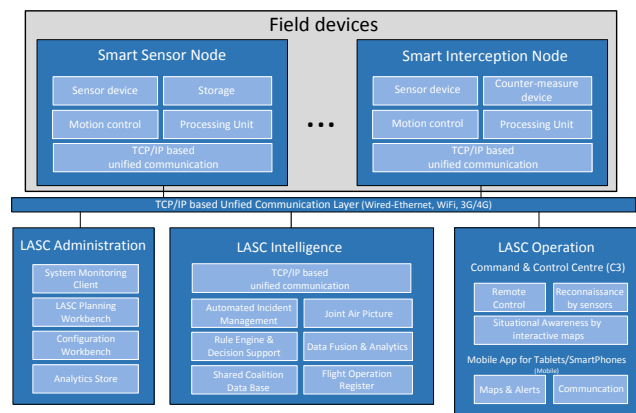 Field devices
Smart Sensor Node
Sensor device
Storage
Motion control
Processing Unit
TCP/IP based
unified communication
...
Smart Interception Node
Sensor device
Counter-measure
device
Motion control
Processing Unit
TCP/IP based
unified communication
TCP/IP based Unfied Communication Layer (Wired-Ethernet, WiFi, 3G/4G)
LASC Administration
System Monitoring
Client
LASC Planning
Workbench
Configuration
Workbench
Analytics Store
LASC Intelligence
TCP/IP based
unified communication
Automated Incident
Management
Joint Air Picture
Rule Engine &
Decision Support
Data Fusion & Analytics
Shared Coalition
Data Base
Flight Operation
Register
LASC Operation
Command & Control Centre (C3)
Remote
Control
Reconnaissance
by sensors
Situational Awareness by
interactive maps
Mobile App for Tablets/SmartPhones
(Mobile)
Maps & Alerts
Communcation